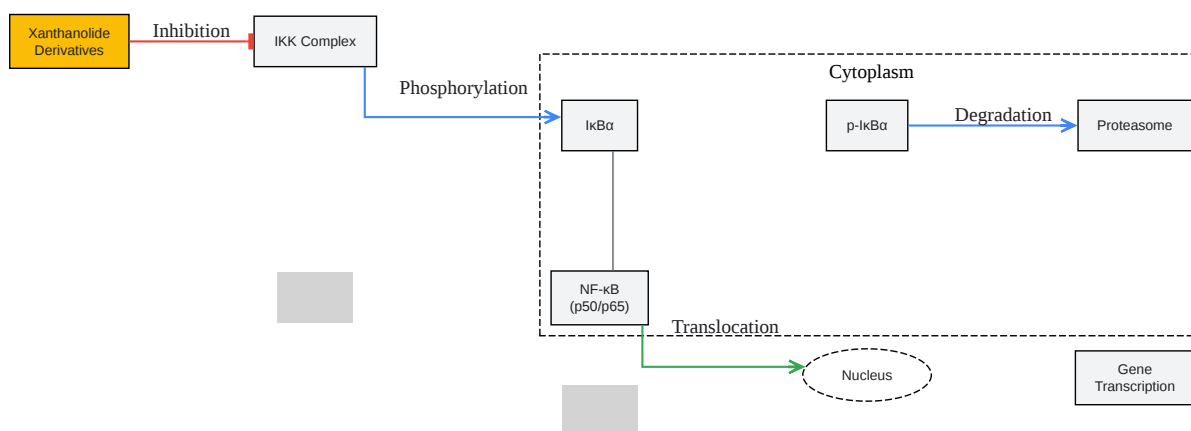 Xanthanolide
Derivatives
Inhibition
IKK Complex
Phosphorylation
Cytoplasm
IκBα
p-IκBα
Degradation
Proteasome
NF-κB
(p50/p65)
Translocation
Nucleus
Gene
Transcription